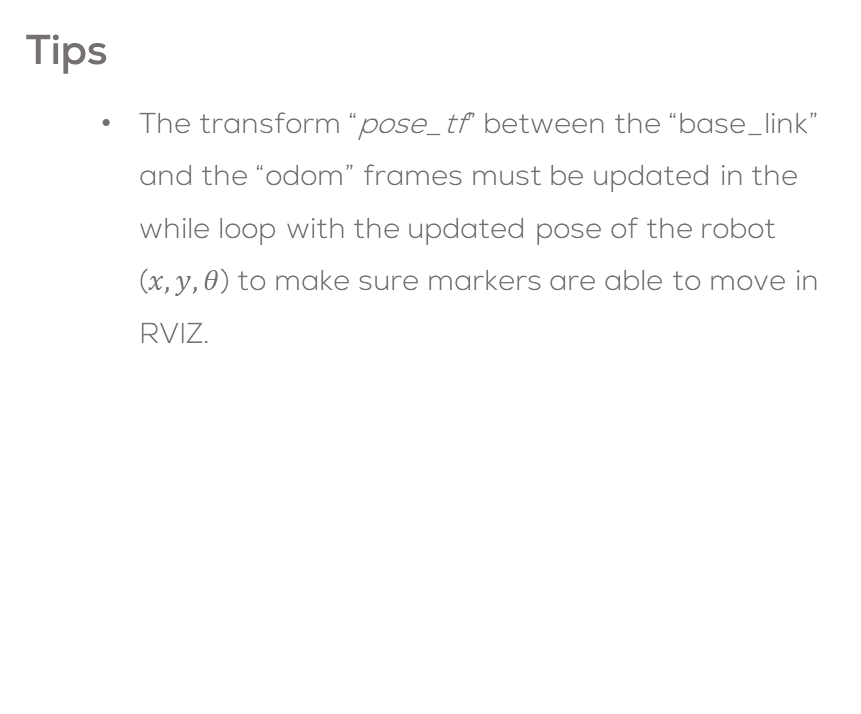 Tips
• The transform “pose_tf” between the “base_link”
and the “odom” frames must be updated in the
while loop with the updated pose of the robot
(x, y, θ) to make sure markers are able to move in
RVIZ.